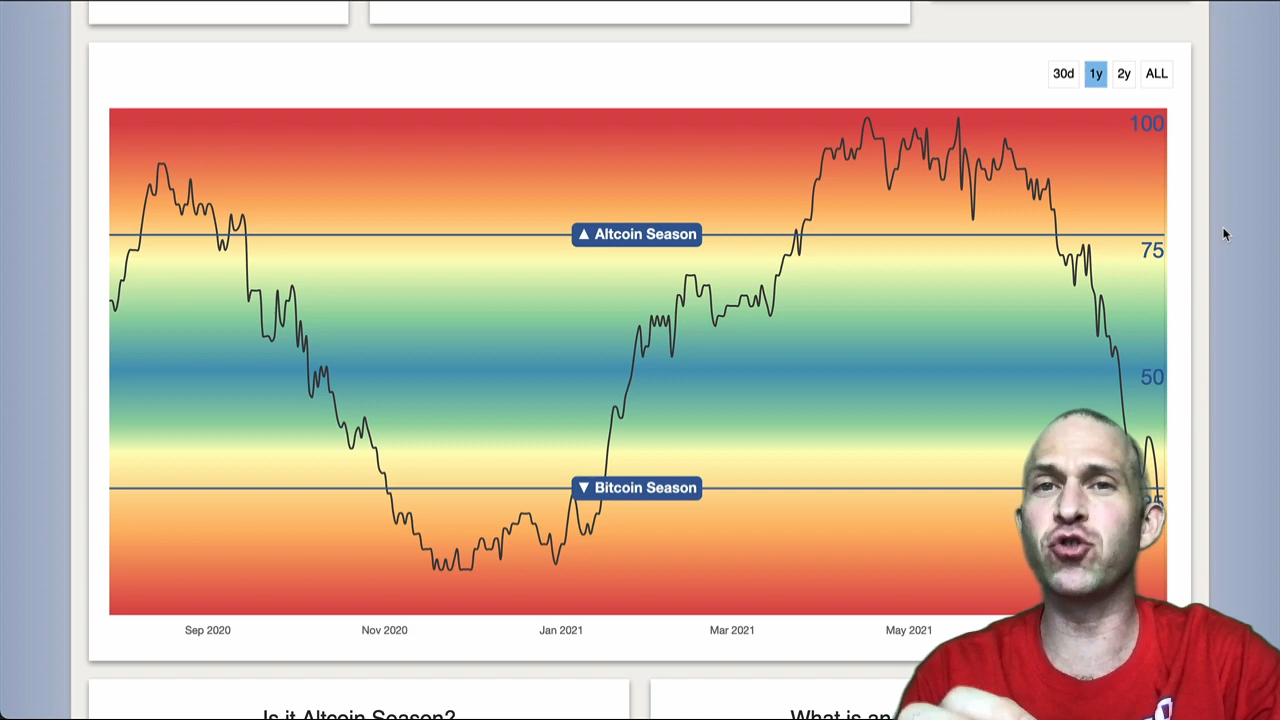 30d 1y 2y ALL
100
▲ Altcoin Season
75
50
▼ Bitcoin Season
Sep 2020 Nov 2020 Jan 2021 Mar 2021 May 2021
Is it Altcoin Season?
What is an